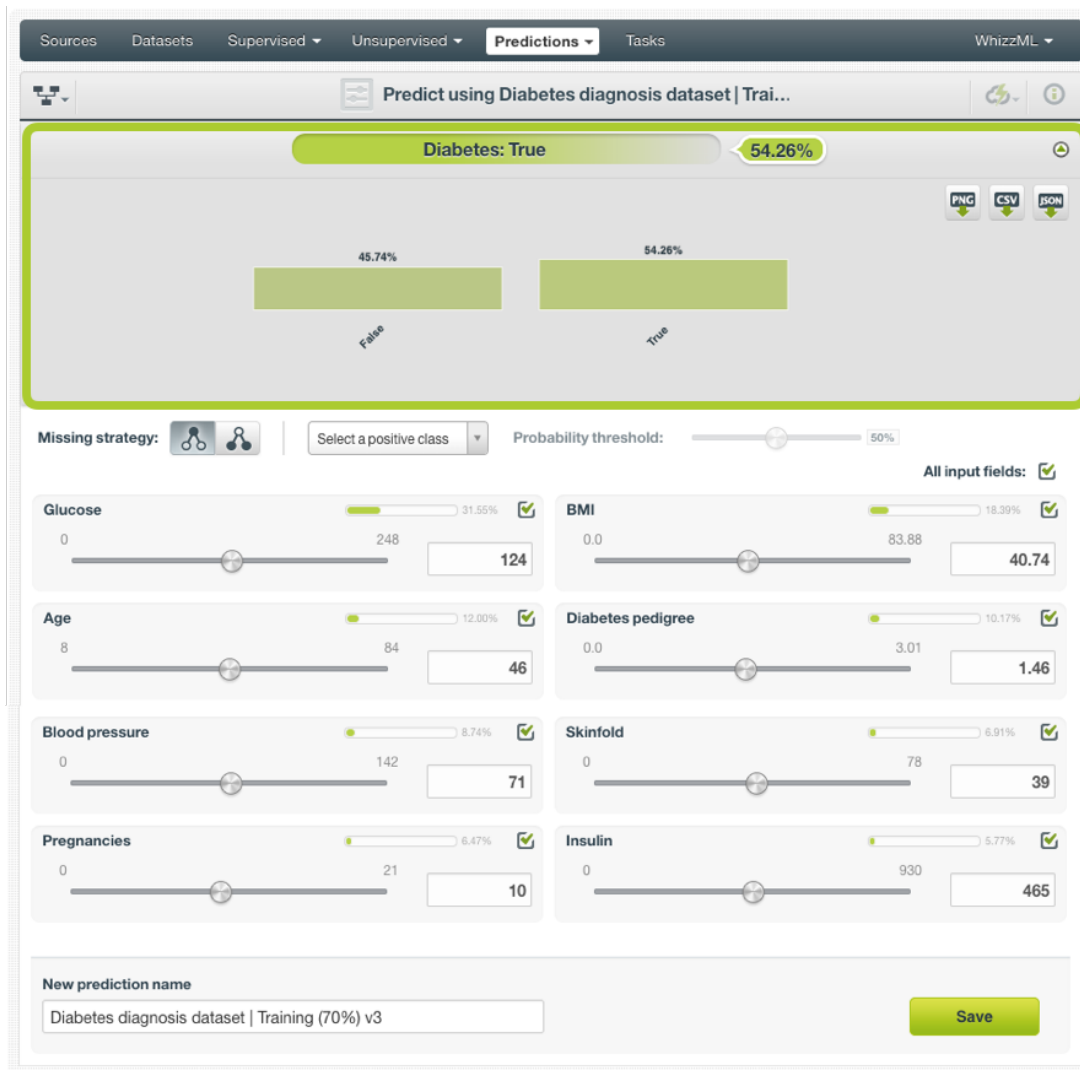 Sources Datasets Supervised Unsupervised Predictions Tasks WhizzML
Predict using Diabetes diagnosis dataset | Trai...
Diabetes: True 54.26%
PNG CSV JSON
45.74% 54.26%
False True
Missing strategy: Select a positive class Probability threshold: 50%
All input fields:
Glucose 31.55% BMI 18.39%
0 248 0.0 83.88
124 40.74
Age 12.00% Diabetes pedigree 10.17%
8 84 0.0 3.01
46 1.46
Blood pressure 8.74% Skinfold 6.91%
0 142 0 78
71 39
Pregnancies 6.47% Insulin 5.77%
0 21 0 930
10 465
New prediction name
Diabetes diagnosis dataset | Training (70%) v3
Save